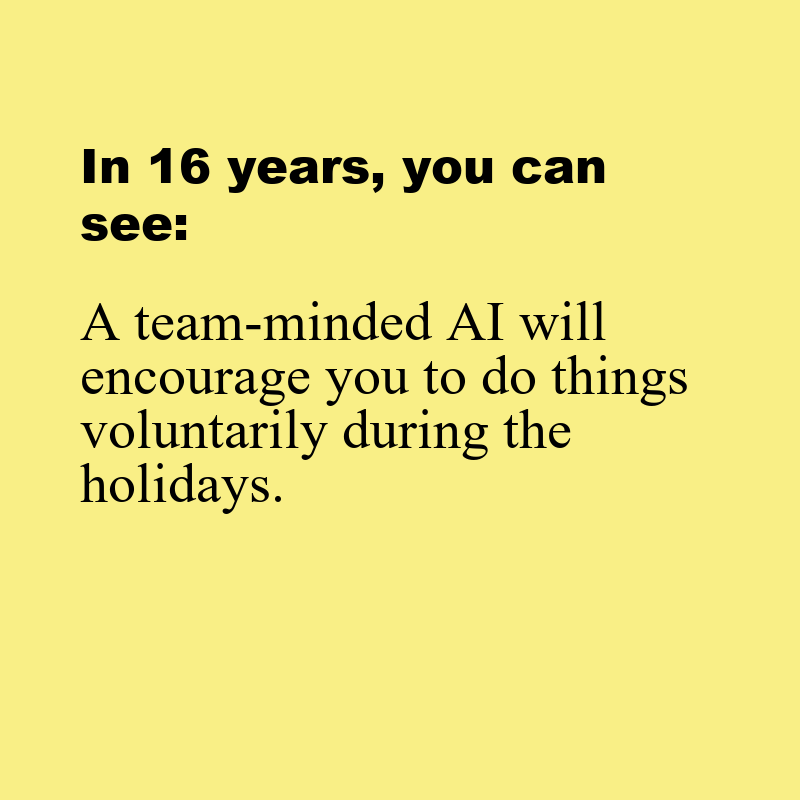 In 16 years, you can
see:
A team-minded AI will
encourage you to do things
voluntarily during the
holidays.